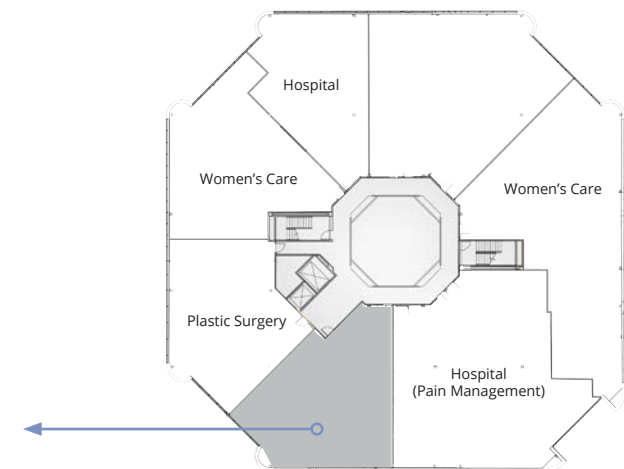 Hospital
Women’s Care
Women’s Care
Plastic Surgery
Hospital
(Pain Management)